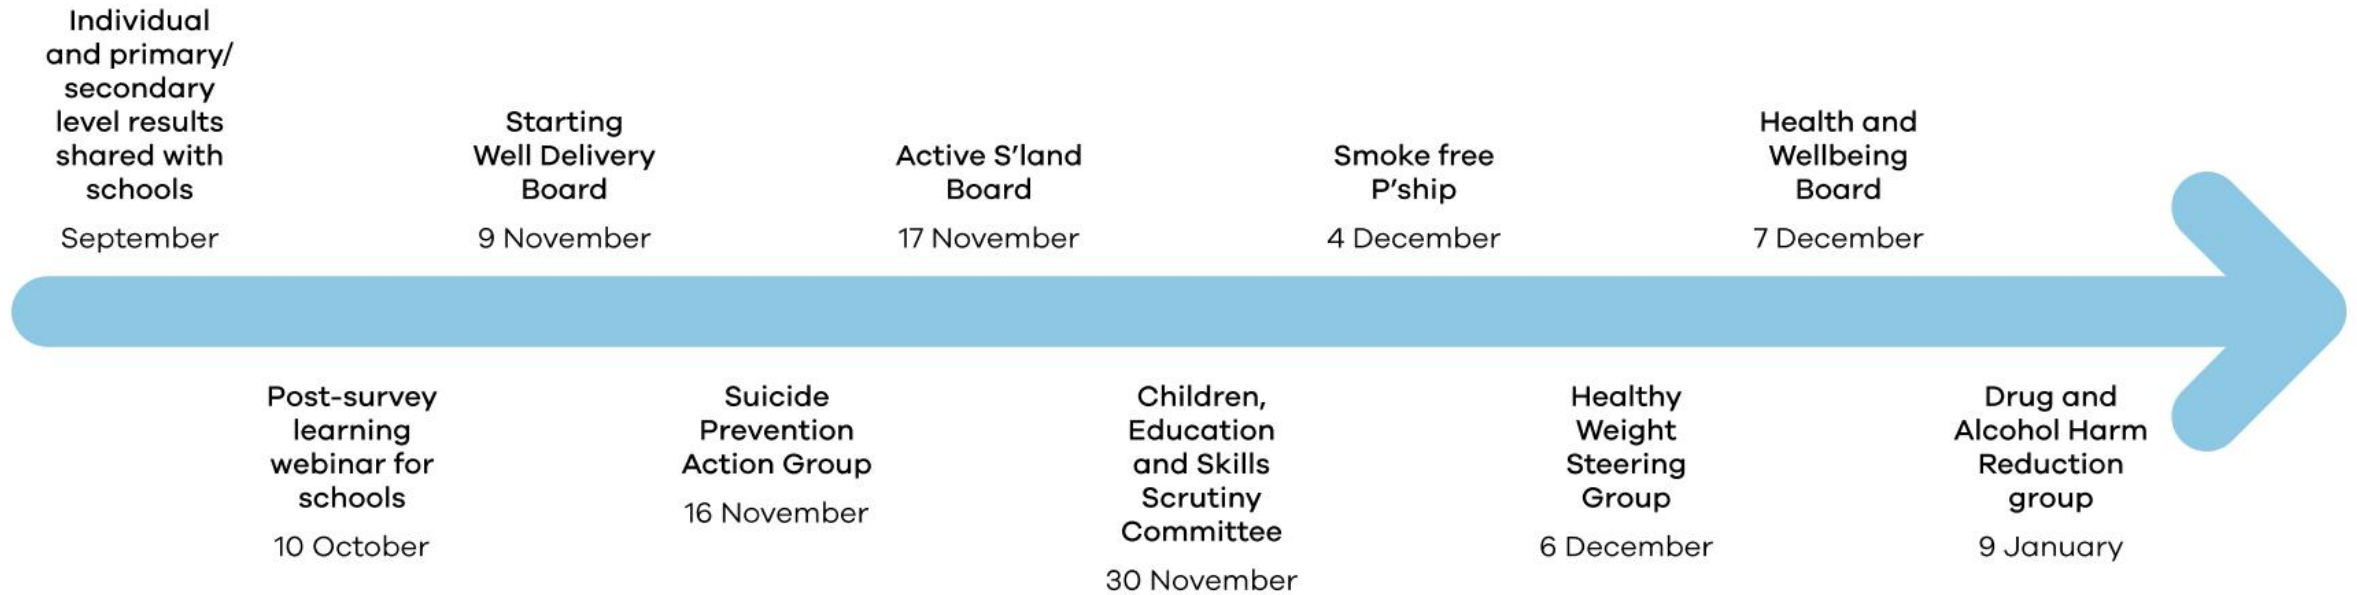 Individual
and primary/
secondary
level results
shared with
schools
September
Post-survey
learning
webinar for
schools
10 October
Starting
Well Delivery
Board
9 November
Suicide
Prevention
Action Group
16 November
Active S’land
Board
17 November
Children,
Education
and Skills
Scrutiny
Committee
30 November
Smoke free
P’ship
4 December
Healthy
Weight
Steering
Group
6 December
Health and
Wellbeing
Board
7 December
Drug and
Alcohol Harm
Reduction
group
9 January